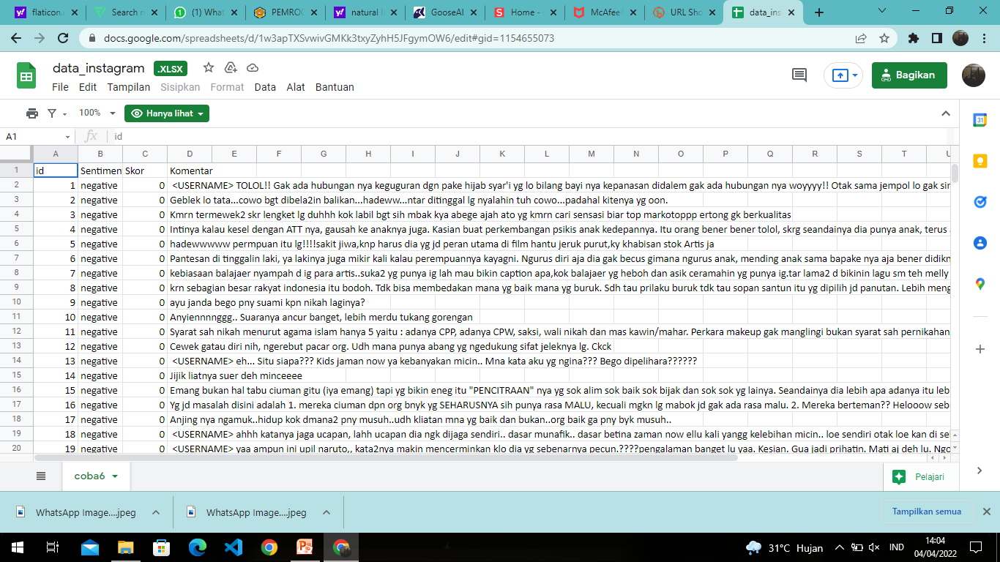 flaticon.c
Search n
(1) What
PEMROG
natural l
GooseAI
Home -
McAfee
URL Sho
data_ins
docs.google.com/spreadsheets/d/1w3apTXSvwivGMKk3txyZyhH5JFgymOW6/edit#gid=1154655073
data_instagram .XLSX
File Edit Tampilan Sisipkan Format Data Alat Bantuan
Bagikan
100% Hanya lihat
A1 fx id
A B C D E F G H I J K L M N O P Q R S T U
1 id Sentimen Skor Komentar
2 1 negative 0 <USERNAME> TOLOL!! Gak ada hubungan nya keguguran dgn pake hijab syar'i yg lo bilang bayi nya kepanasan didalem gak ada hubungan nya woyyyy!! Otak sama jempol lo gak sin
3 2 negative 0 Geblek lo tata...cowo bgt dibela2in balikan...hadeww...ntar ditinggal lg nyalahin tuh cowo...padahal kitenya yg oon.
4 3 negative 0 Kmrn termewek2 skr lengket lg duhhh kok labil bgt sih mbak kya abege ajah ato yg kmrn cari sensasi biar top markotoppp ertong gk berkualitas
5 4 negative 0 Intinya kalau kesel dengan ATT nya, gausah ke anaknya juga. Kasian buat perkembangan psikis anak kedepannya. Itu orang bener bener tolol, skrg seandainya dia punya anak, terus
6 5 negative 0 hadewwwww permpuan itu lg!!!!sakit jiwa,knp harus dia yg jd peran utama di film hantu jeruk purut,ky khabisan stok Artis ja
7 6 negative 0 Pantesan di tinggalin laki, ya lakinya juga mikir kali kalau perempuannya kayagni. Ngurus diri aja dia gak becus gimana ngurus anak, mending anak sama bapake nya aja bener didikn
8 7 negative 0 kebiasaan balajaer nyampah d ig para artis..suka2 yg punya ig lah mau bikin caption apa,kok balajaer yg heboh dan asik ceramahin yg punya ig.tar lama2 d bikinin lagu sm teh melly
9 8 negative 0 krn sebagian besar rakyat indonesia itu bodoh. Tdk bisa membedakan mana yg baik mana yg buruk. Sdh tau prilaku buruk tdk tau sopan santun itu yg dipilih jd panutan. Lebih meng
10 9 negative 0 ayu janda bego pny suami kpn nikah laginya?
11 10 negative 0 Anyiennnnggg.. Suaranya ancur banget, lebih merdu tukang gorengan
12 11 negative 0 Syarat sah nikah menurut agama islam hanya 5 yaitu : adanya CPP, adanya CPW, saksi, wali nikah dan mas kawin/mahar. Perkara makeup gak manglingi bukan syarat sah pernikahan
13 12 negative 0 Cewek gatau diri nih, ngerebut pacar org. Udh mana punya abang yg ngedukung sifat jeleknya lg. Ckck
14 13 negative 0 <USERNAME> eh... Situ siapa??? Kids jaman now ya kebanyakan micin.. Mna kata aku yg ngina??? Bego dipelihara??????
15 14 negative 0 Jijik liatnya suer deh minceeee
16 15 negative 0 Emang bukan hal tabu ciuman gitu (iya emang) tapi yg bikin eneg itu "PENCITRAAN" nya yg sok alim sok baik sok bijak dan sok sok yg lainya. Seandainya dia lebih apa adanya itu leb
17 16 negative 0 Yg jd masalah disini adalah 1. mereka ciuman dpn org bnyk yg SEHARUSNYA sih punya rasa MALU, kecuali mgkn lg mabok jd gak ada rasa malu. 2. Mereka berteman?? Helooow seb
18 17 negative 0 Anjing nya ngamuk..hidup kok dmana2 pny musuh..udh kliatan mna yg baik dan bukan..org baik ga pny byk musuh..
19 18 negative 0 <USERNAME> ahhh katanya jaga ucapan, lahh ucapan dia ngk dijaga sendiri.. dasar munafik.. dasar betina zaman now ellu kali yangg kelebihan micin.. loe sendiri otak loe kan di se
20 19 negative 0 <USERNAME> yaa ampun ini upil naruto,, kata2nya makin mencerminkan klo dia yg sebenarnya pecun.????pengalaman banget lu yaa. Kesian. Gua jadi prihatin. Mati aj deh lu. Ngo
coba6
Pelajari
WhatsApp Image....jpeg
WhatsApp Image....jpeg
Tampilkan semua
31°C Hujan
IND
14:04
04/04/2022